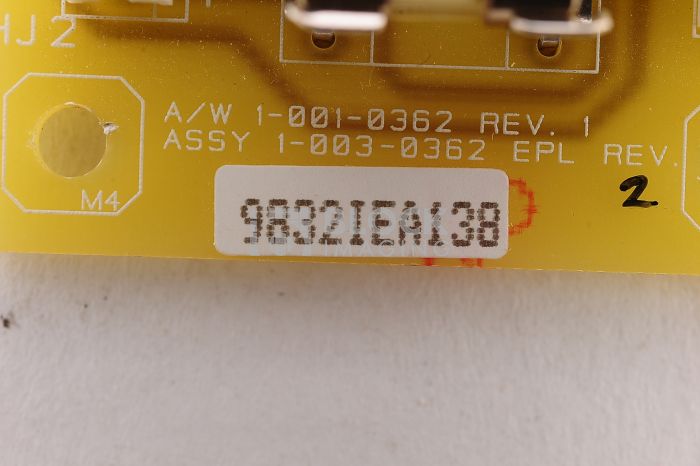 HJ2
A/W 1-001-0362 REV. 1
ASSY 1-003-0362 EPL REV.
2
M4
9832IEA138